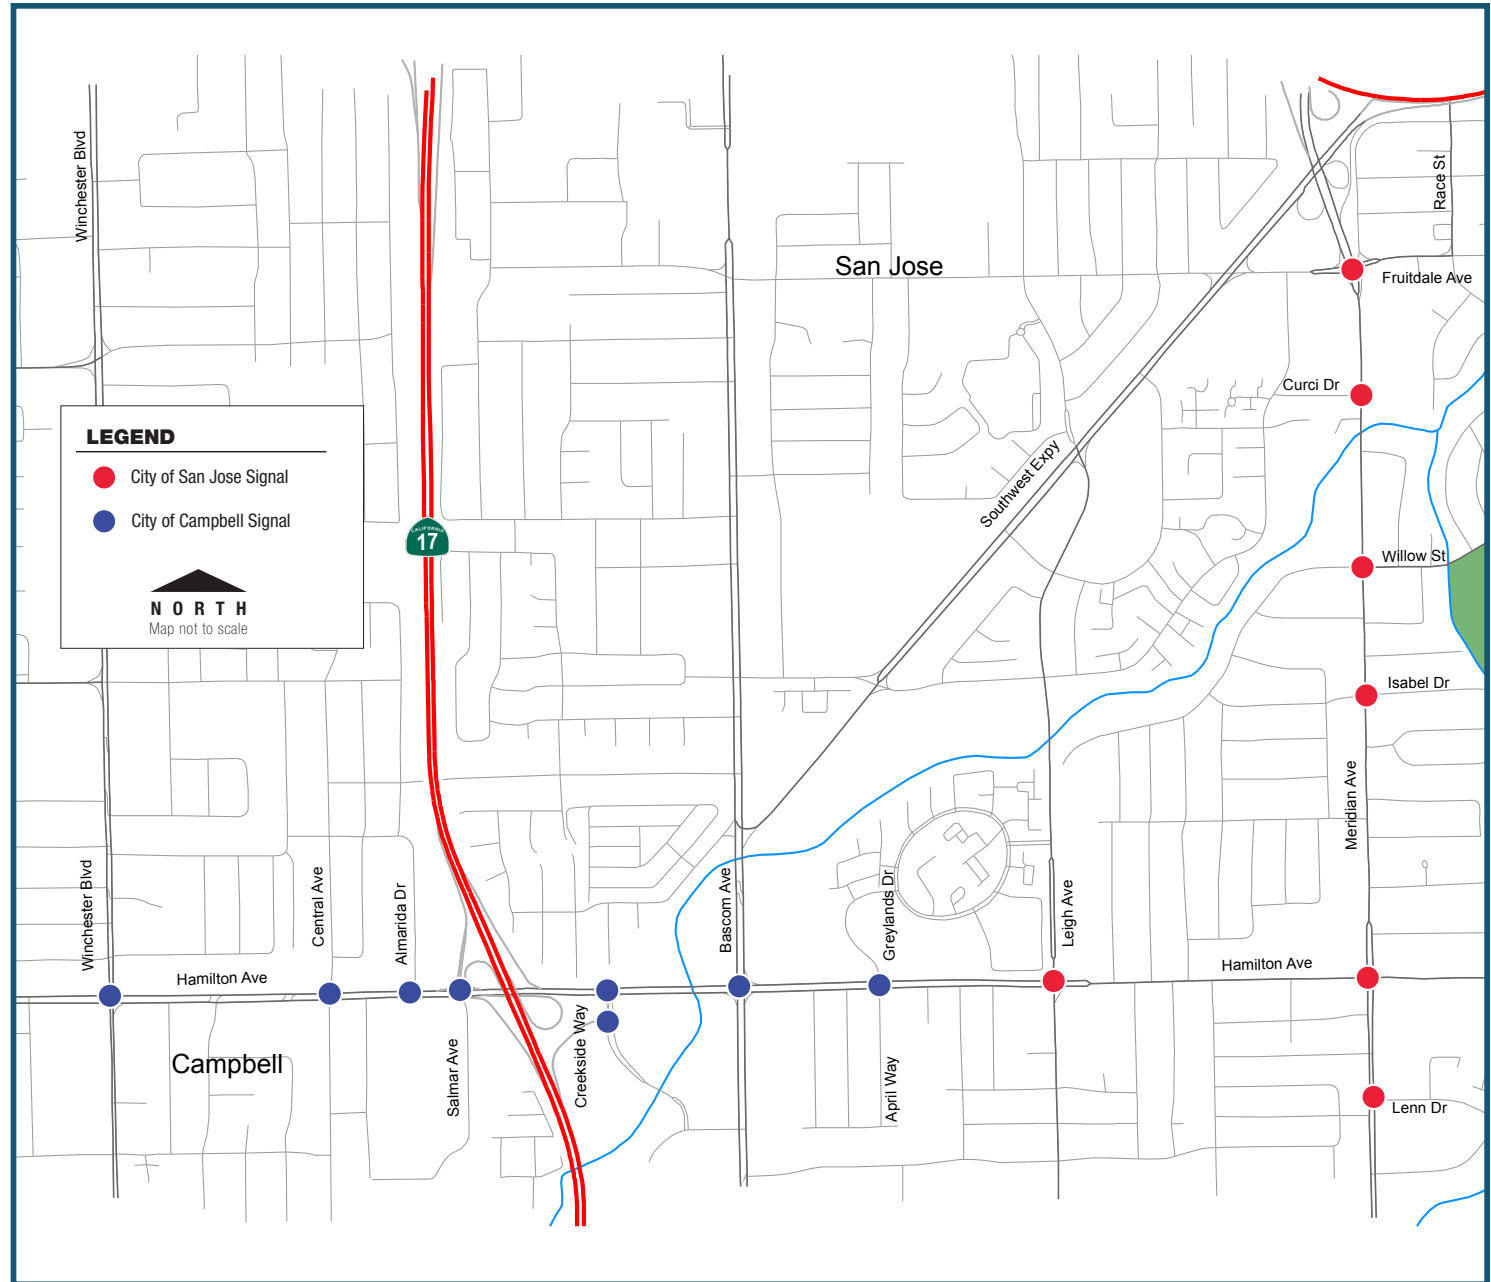 Winchester Blvd
Race St
San Jose
Fruitdale Ave
Curci Dr
LEGEND
City of San Jose Signal
City of Campbell Signal
NORTH
Map not to scale
CALIFORNIA
17
Southwest Expy
Willow St
Isabel Dr
Meridian Ave
Winchester Blvd
Central Ave
Almarida Dr
Bascom Ave
Greylands Dr
Leigh Ave
Hamilton Ave
Hamilton Ave
Campbell
Salmar Ave
Creekside Way
April Way
Lenn Dr